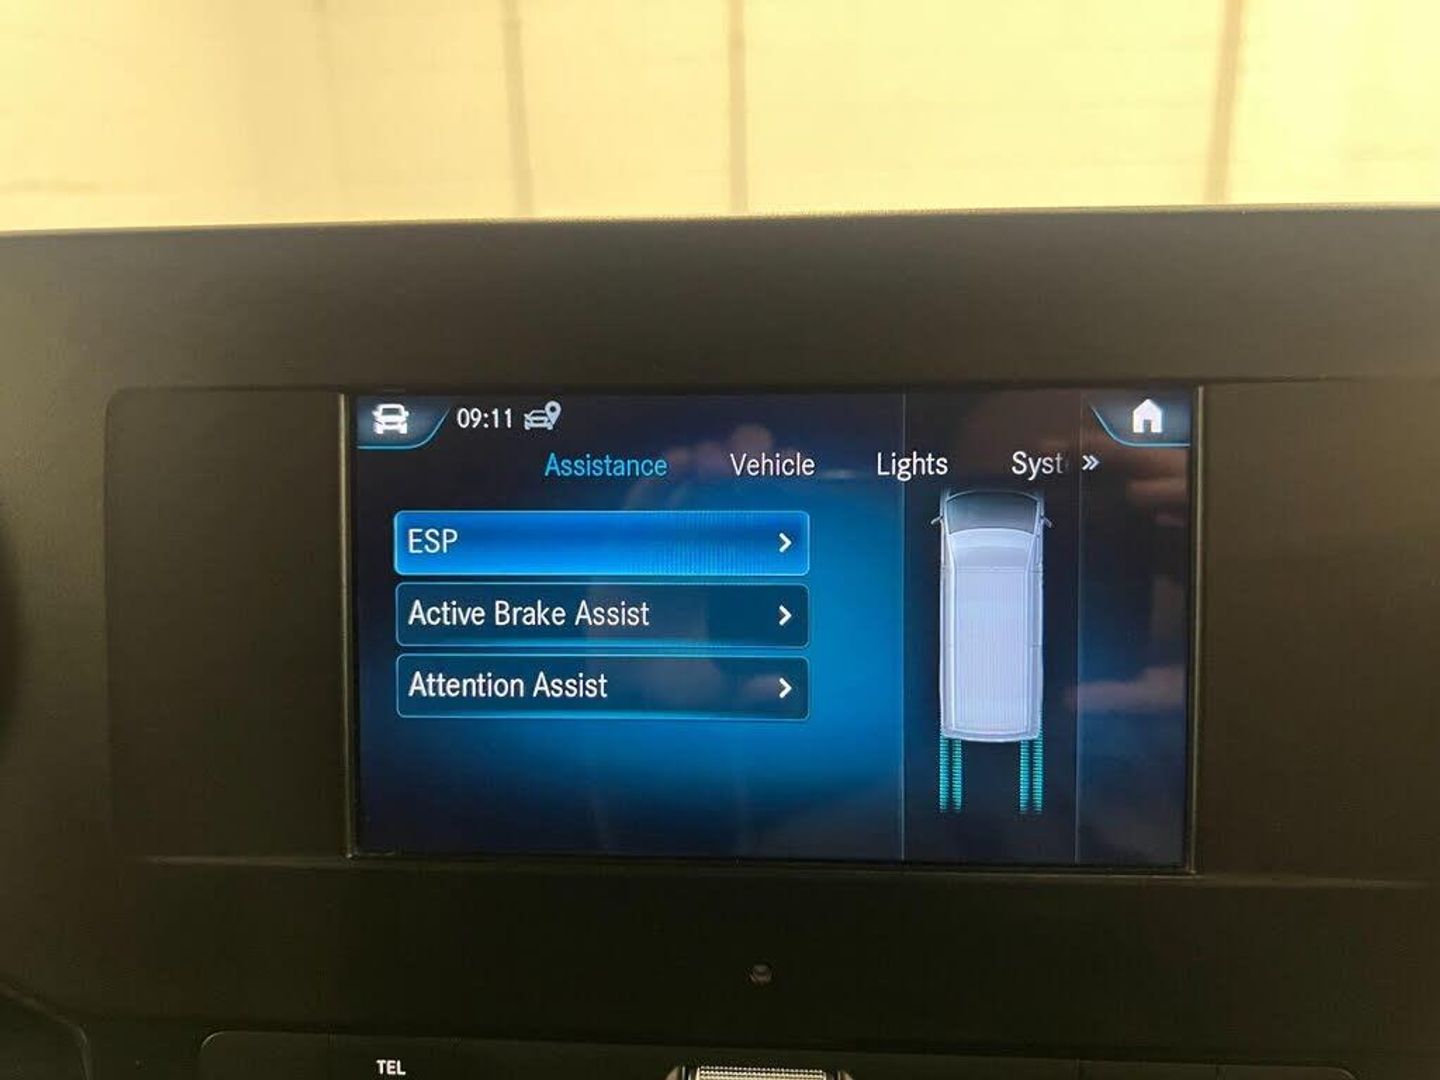 09:11
Assistance Vehicle Lights Syst »
ESP
Active Brake Assist
Attention Assist
TEL